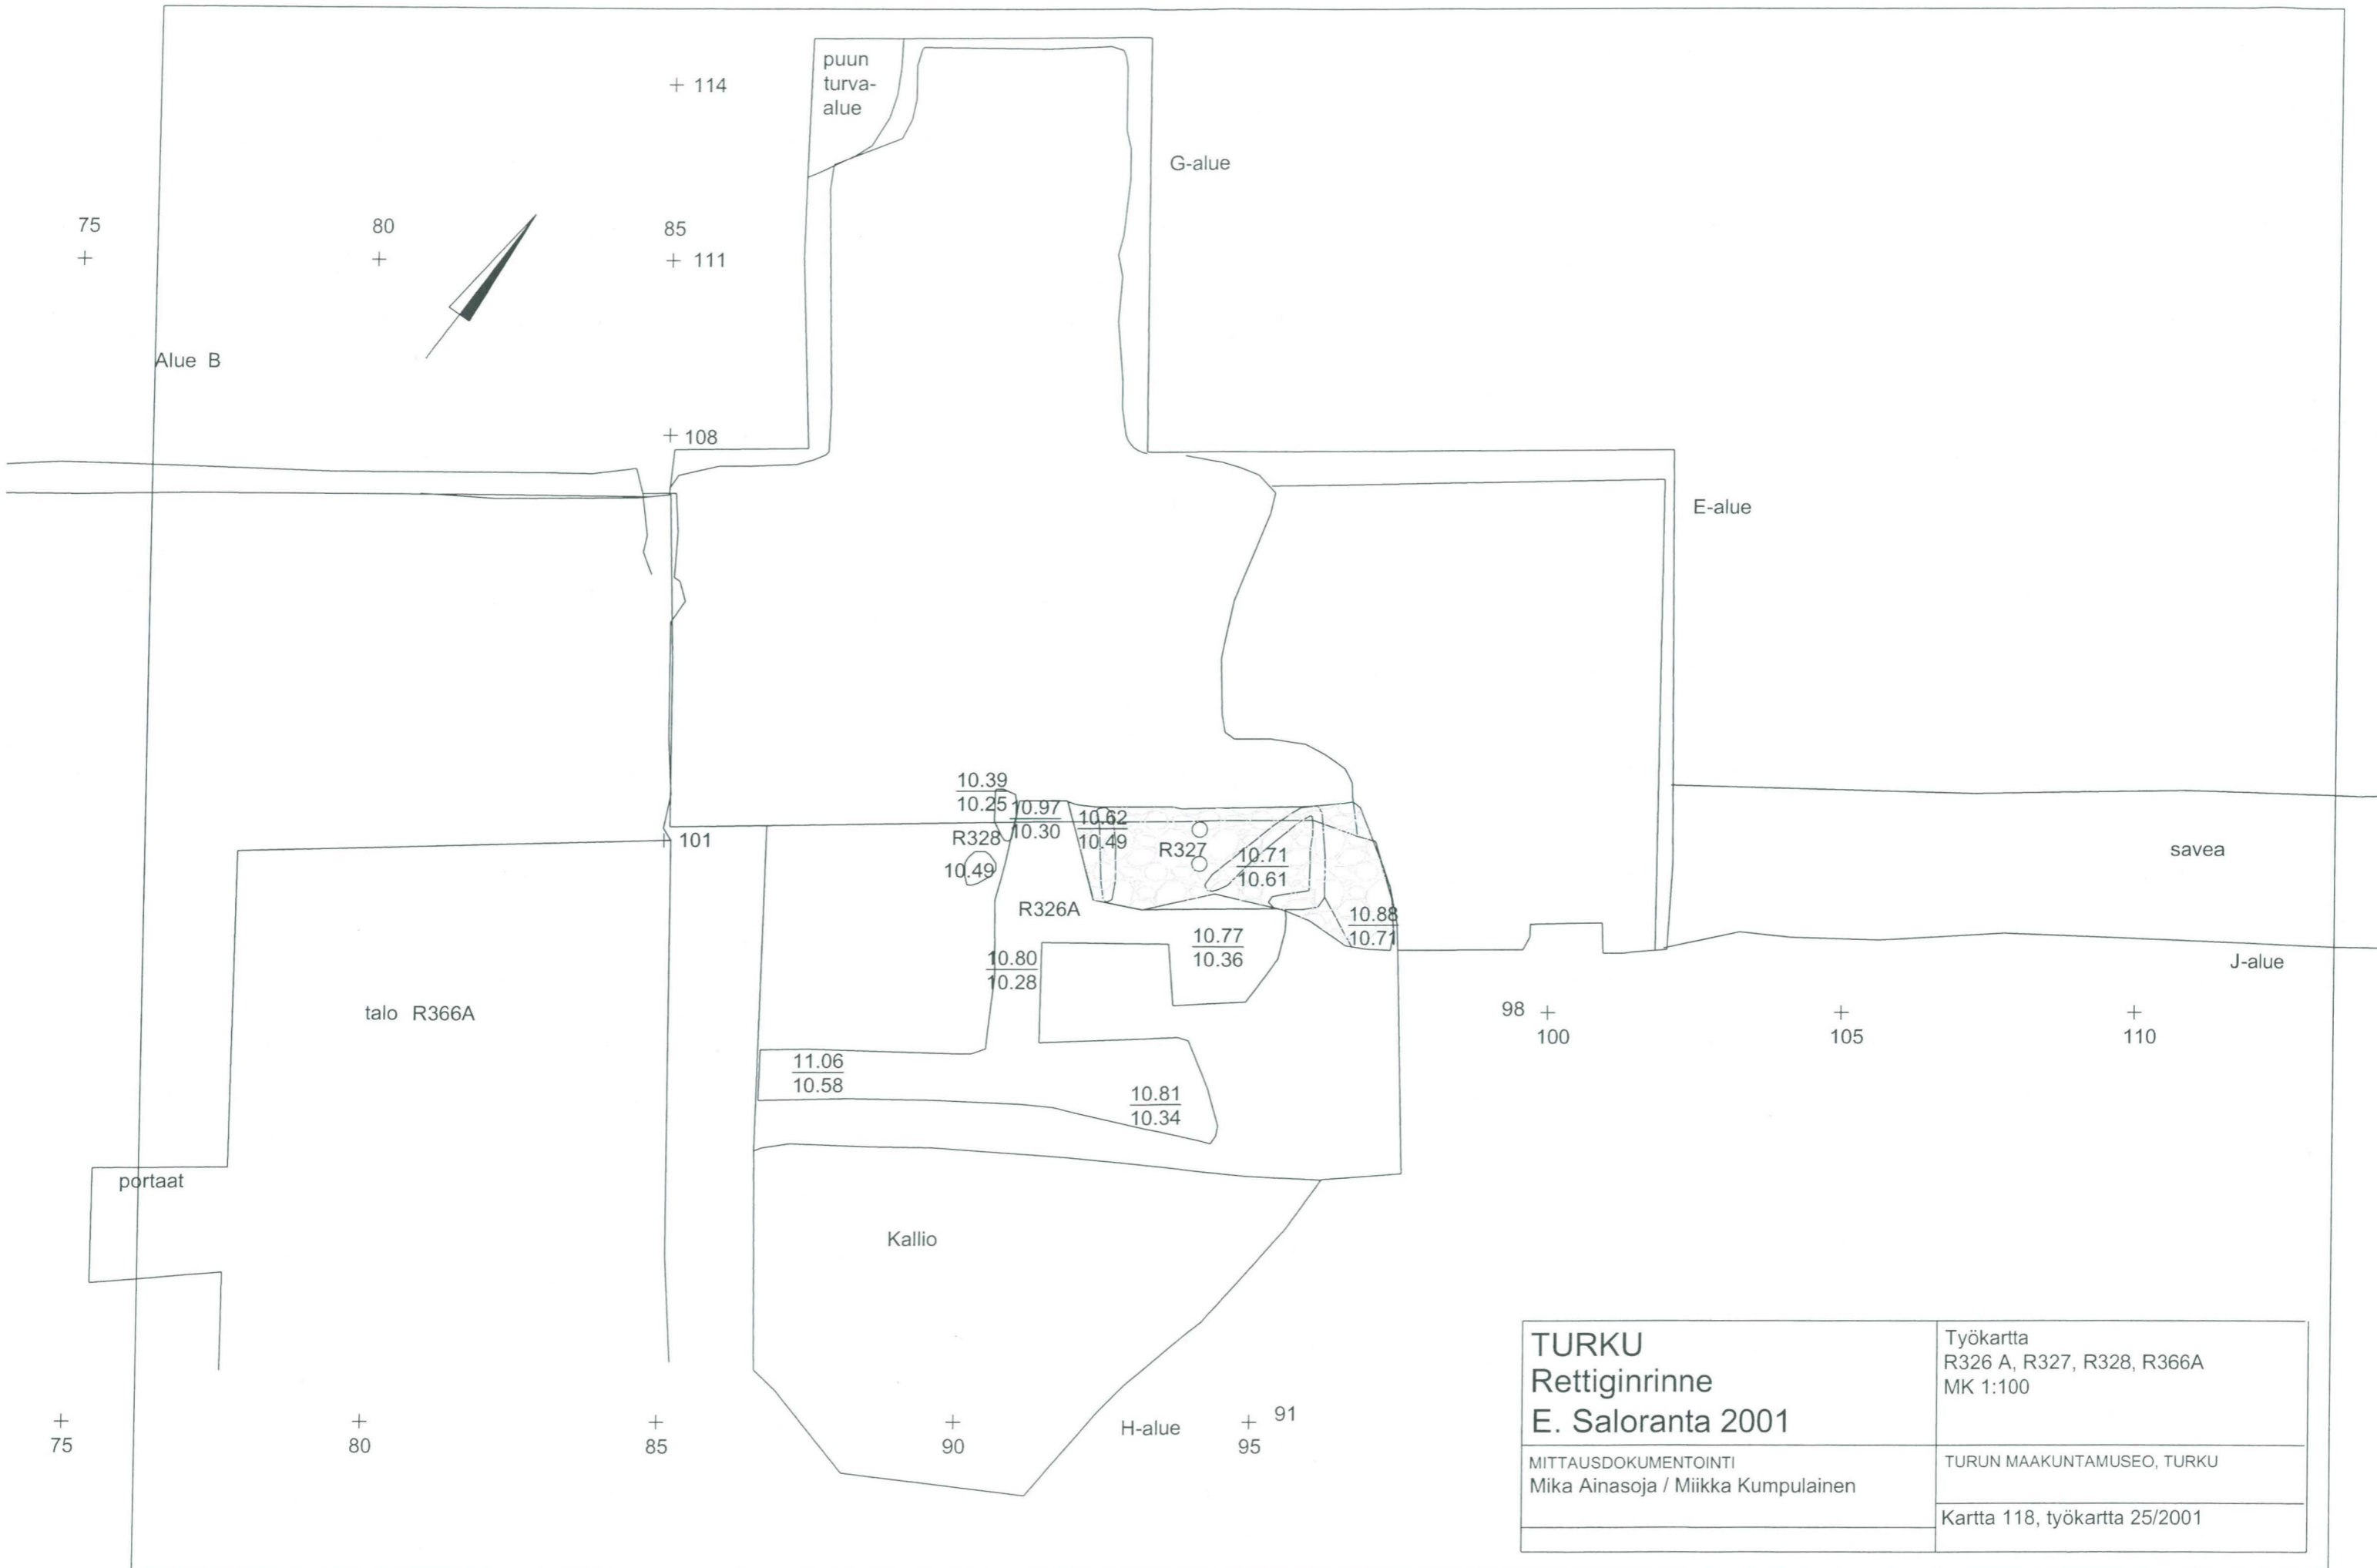 puun
turva-
alue
114
G-alue
75
80
85
111
Alue B
108
E-alue
10.39
10.25
10.97
10.30
10.62
10.49
R328
101
R327
10.71
10.61
savea
10.49
R326A
10.88
10.71
10.77
10.36
10.80
10.28
J-alue
talo R366A
98
100
105
110
11.06
10.58
10.81
10.34
portaat
Kallio
75
80
85
90
H-alue
95
91
TURKU
Rettiginrinne
E. Saloranta 2001
Työkartta
R326 A, R327, R328, R366A
MK 1:100
MITTAUSDOKUMENTOINTI
Mika Ainasoja / Miikka Kumpulainen
TURUN MAAKUNTAMUSEO, TURKU
Kartta 118, työkartta 25/2001